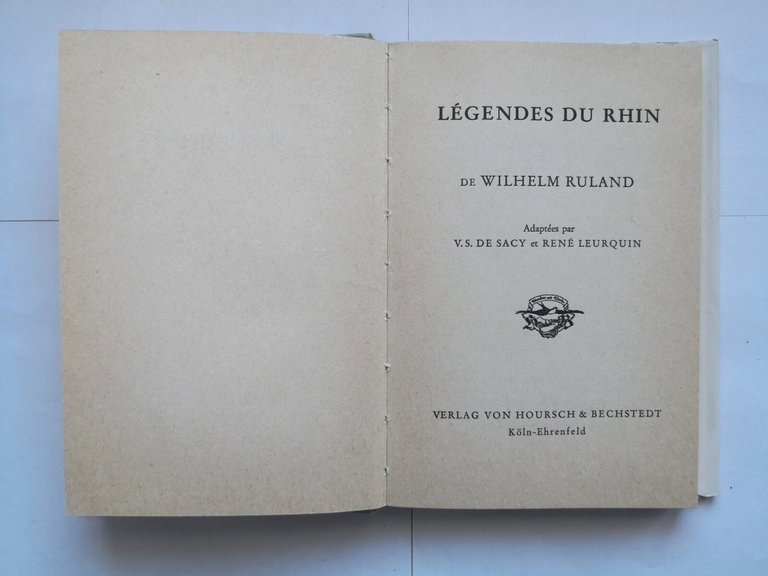 LÉGENDES DU RHIN
DE WILHELM RULAND
Adaptées par
V. S. DE SACY et RENÉ LEURQUIN
VERLAG VON HOURSCH & BECHSTEDT
Köln-Ehrenfeld